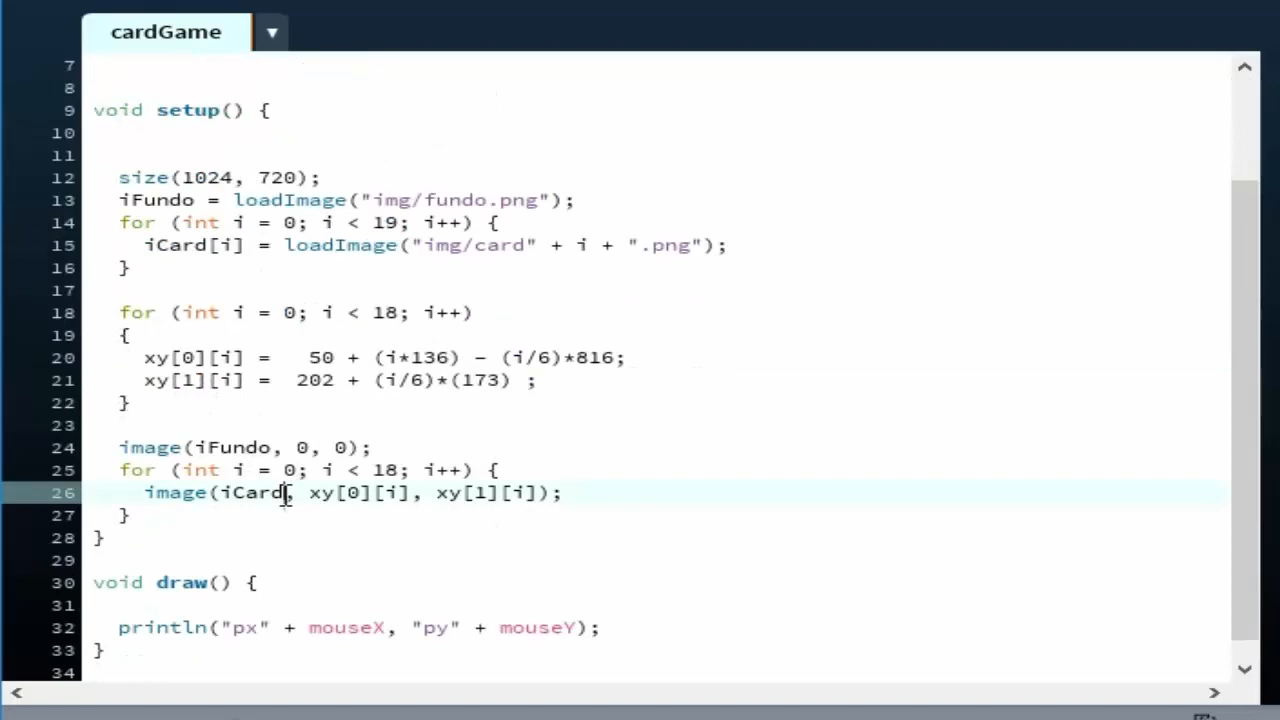 cardGame
7
8
9 void setup() {
10
11
12 size(1024, 720);
13 iFundo = loadImage("img/fundo.png");
14 for (int i = 0; i < 19; i++) {
15 iCard[i] = loadImage("img/card" + i + ".png");
16 }
17
18 for (int i = 0; i < 18; i++)
19 {
20 xy[0][i] = 50 + (i*136) - (i/6)*816;
21 xy[1][i] = 202 + (i/6)*(173) ;
22 }
23
24 image(iFundo, 0, 0);
25 for (int i = 0; i < 18; i++) {
26 image(iCard, xy[0][i], xy[1][i]);
27 }
28 }
29
30 void draw() {
31
32 println("px" + mouseX, "py" + mouseY);
33 }
34